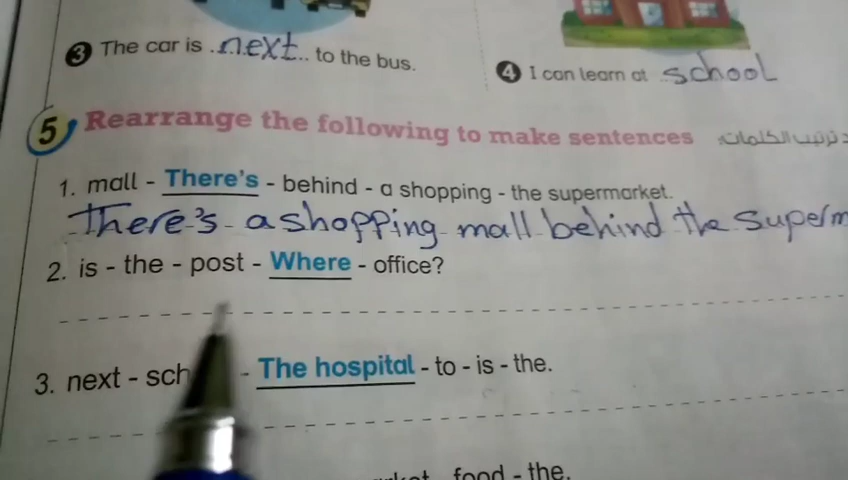 3 The car is ..next.. to the bus.
4 I can learn at school
5 Rearrange the following to make sentences
1. mall - There's - behind - a shopping - the supermarket.
There's a shopping mall behind the superm
2. is - the - post - Where - office?
3. next - sch - The hospital - to - is - the.
food - the.